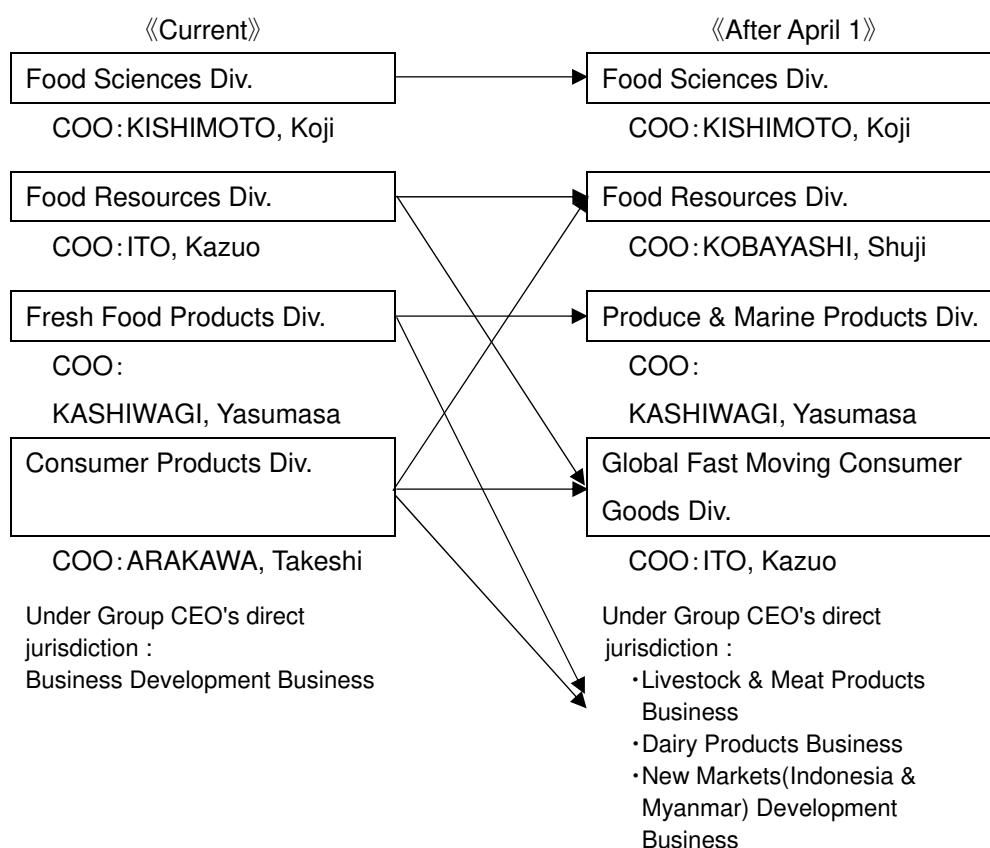 《Current》
Food Sciences Div.
COO:KISHIMOTO, Koji
Food Resources Div.
COO:ITO, Kazuo
Fresh Food Products Div.
COO:
KASHIWAGI, Yasumasa
Consumer Products Div.
COO:ARAKAWA, Takeshi
Under Group CEO's direct
jurisdiction :
Business Development Business
《After April 1》
Food Sciences Div.
COO:KISHIMOTO, Koji
Food Resources Div.
COO:KOBAYASHI, Shuji
Produce & Marine Products Div.
COO:
KASHIWAGI, Yasumasa
Global Fast Moving Consumer
Goods Div.
COO:ITO, Kazuo
Under Group CEO's direct
jurisdiction :
・Livestock & Meat Products
Business
・Dairy Products Business
・New Markets(Indonesia &
Myanmar) Development
Business